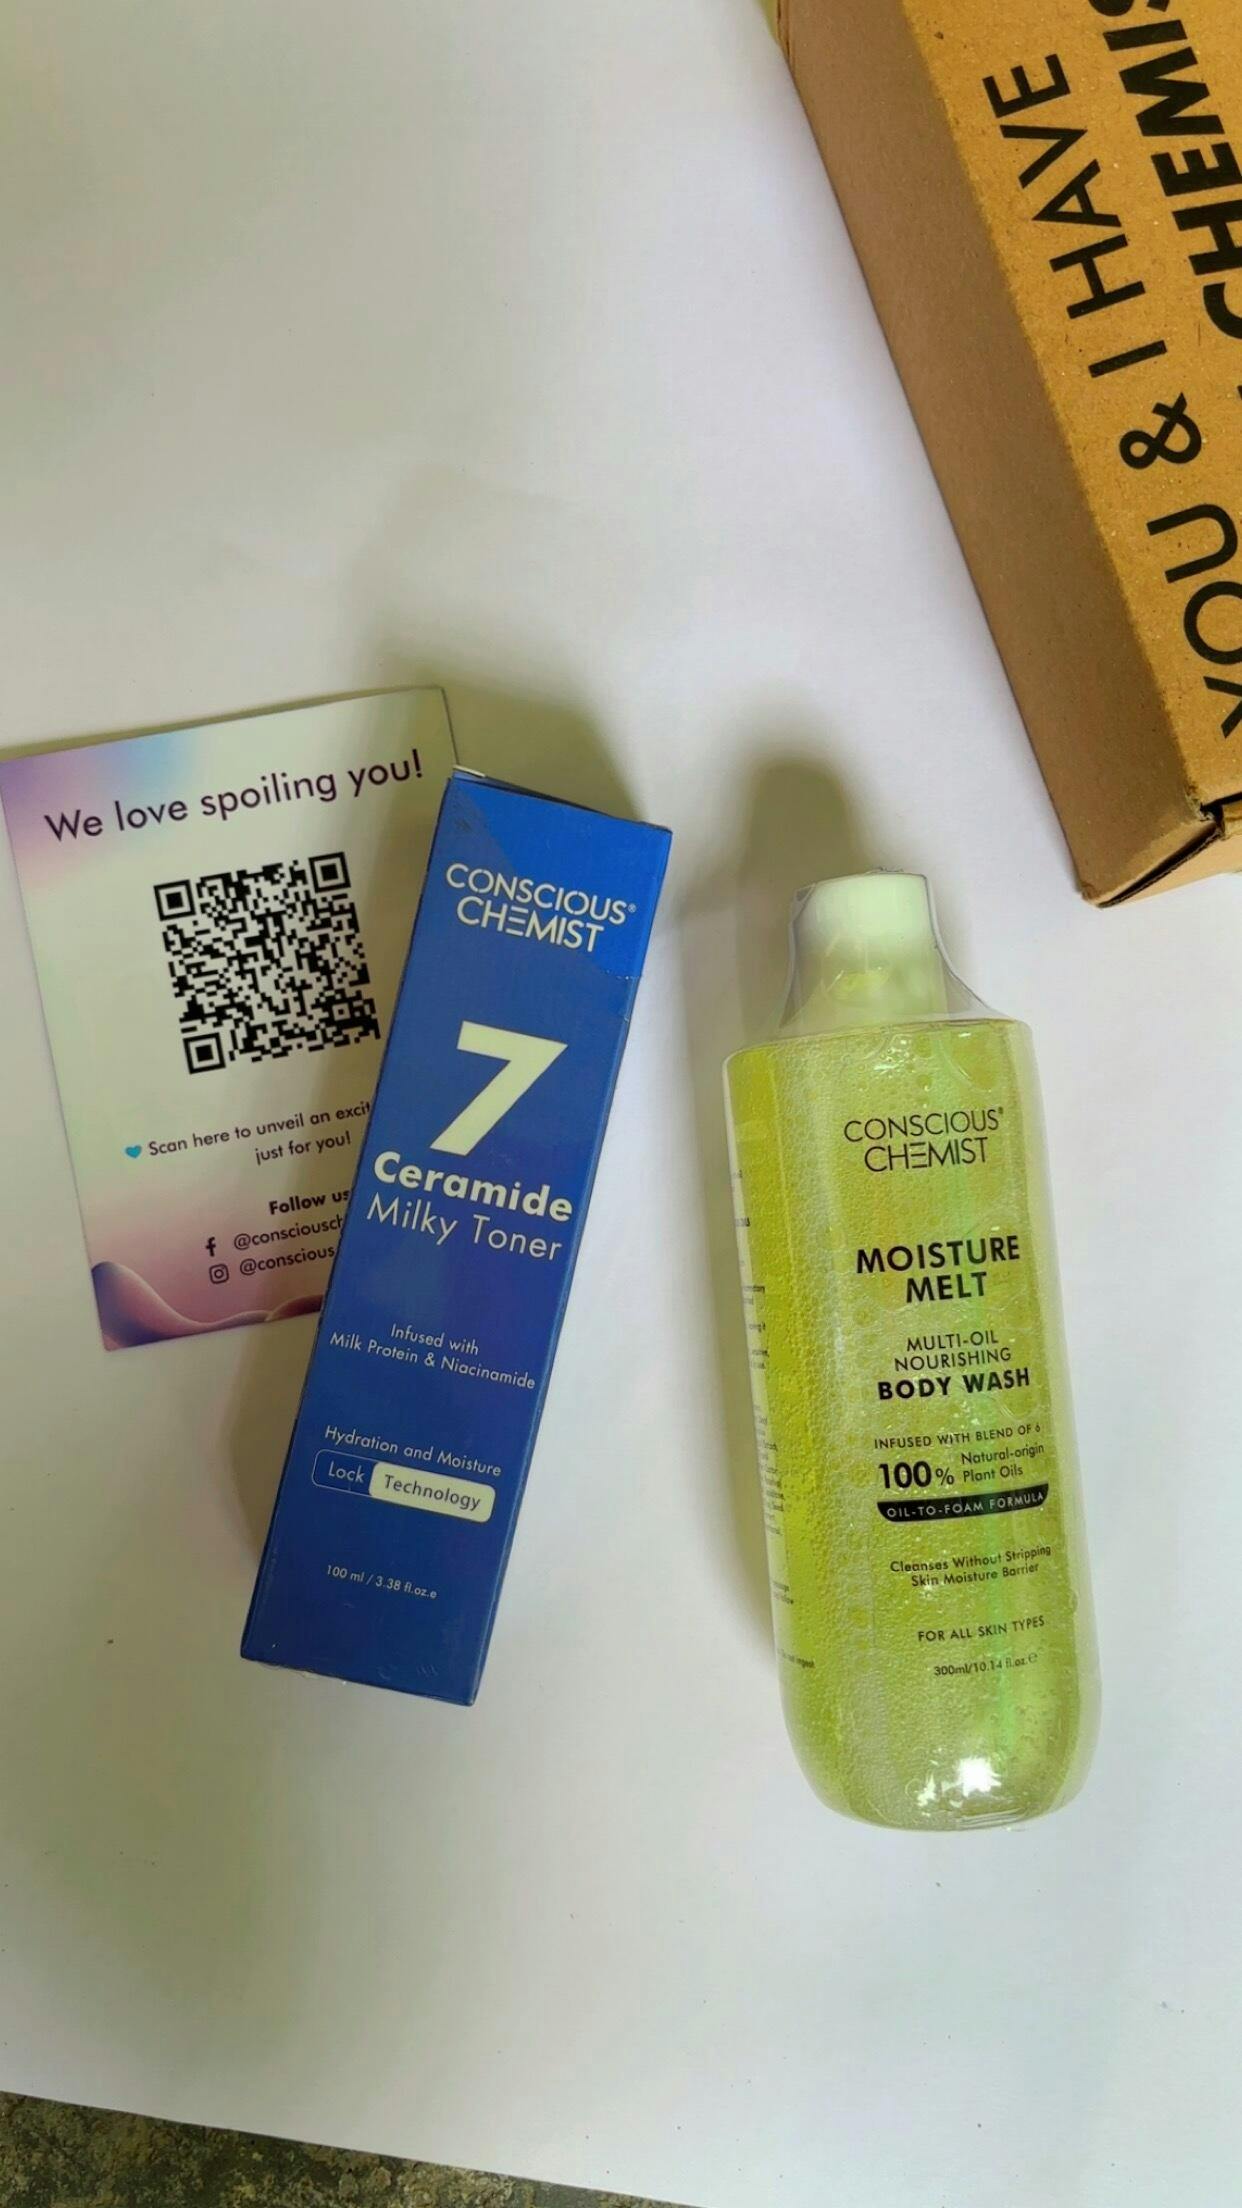 YOU & I HAVE
We love spoiling you!
Scan here to unveil an
just for you!
Follow us
CONSCIOUS®
CHEMIST
7
Ceramide
Milky Toner
Infused with
Milk Protein & Niacinamide
Hydration and Moisture
Lock Technology
100 ml / 3.38 fl.oz.e
CONSCIOUS®
CHEMIST
MOISTURE
MELT
MULTI-OIL
NOURISHING
BODY WASH
INFUSED WITH BLEND OF 6
100% Natural-origin
Plant Oils
OIL-TO-FOAM FORMULA
Cleanses Without Stripping
Skin Moisture Barrier
FOR ALL SKIN TYPES
300ml/10.14 fl.oz.e